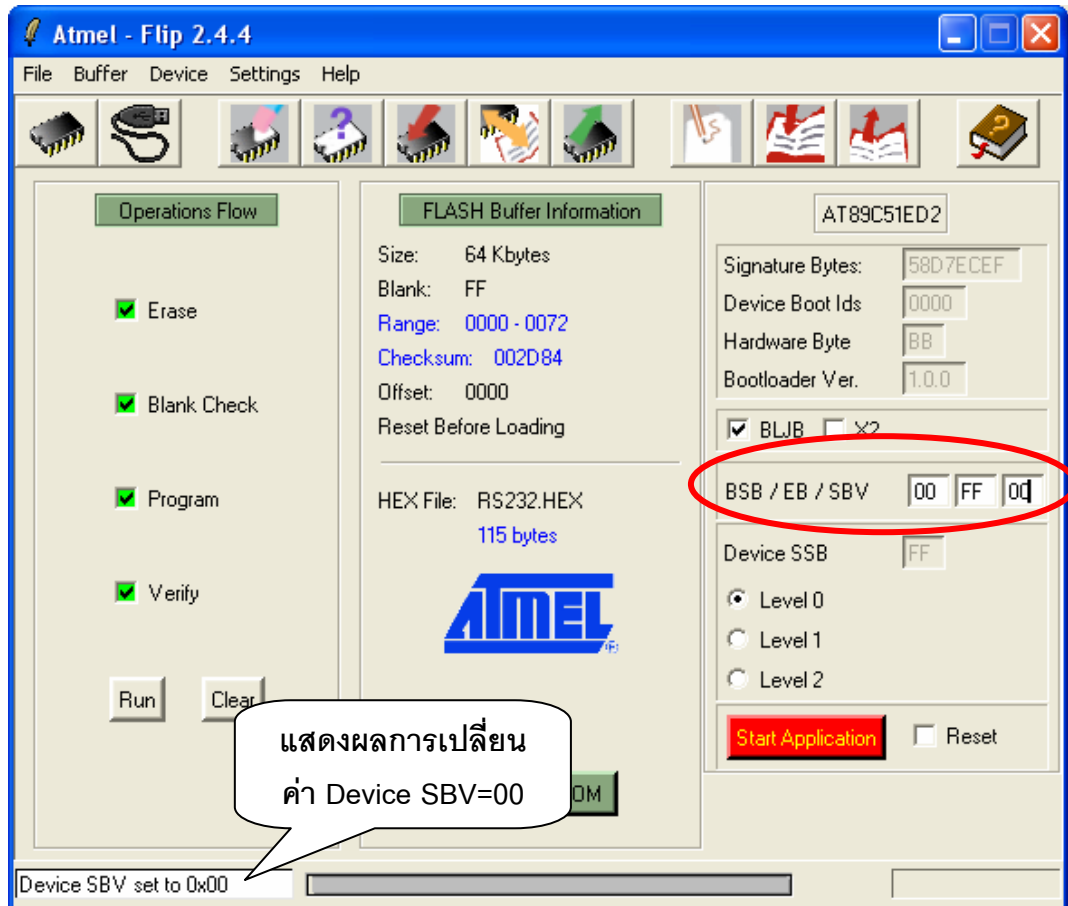 Atmel - Flip 2.4.4
File Buffer Device Settings Help
Operations Flow
Erase
Blank Check
Program
Verify
Run Clear
FLASH Buffer Information
Size: 64 Kbytes
Blank: FF
Range: 0000 - 0072
Checksum: 002D84
Offset: 0000
Reset Before Loading
HEX File: RS232.HEX
115 bytes
ATMEL
OM
AT89C51ED2
Signature Bytes: 58D7ECEF
Device Boot Ids 0000
Hardware Byte BB
Bootloader Ver. 1.0.0
BLJB X2
BSB / EB / SBV 00 FF 00
Device SSB FF
Level 0
Level 1
Level 2
Start Application Reset
แสดงผลการเปลี่ยน
ค่า Device SBV=00
Device SBV set to 0x00